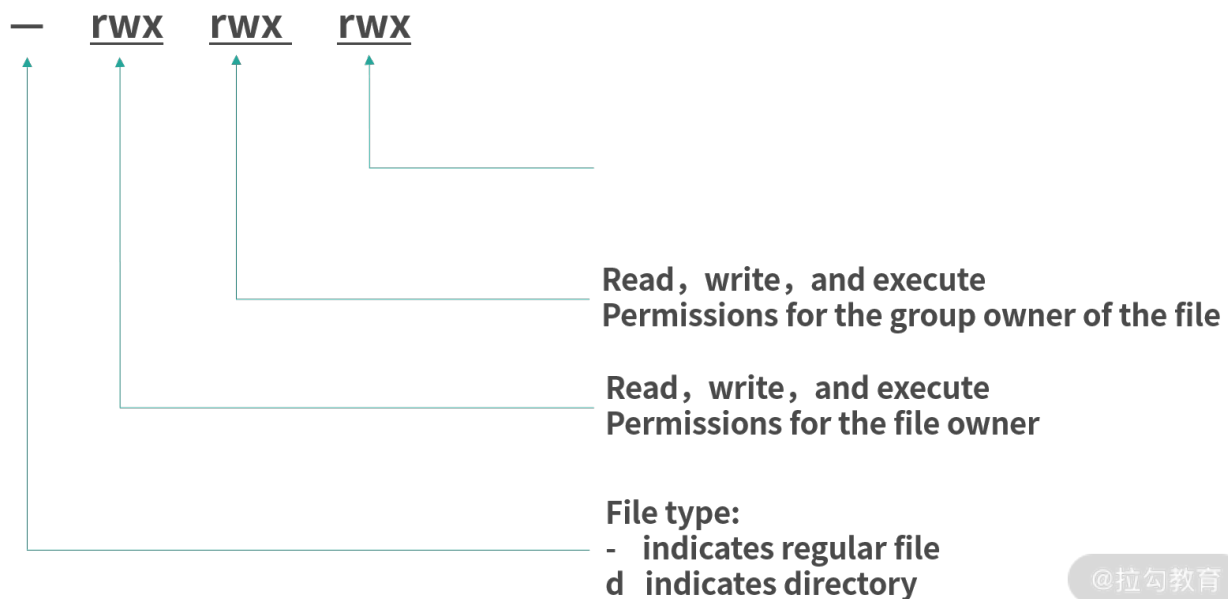 — rwx rwx rwx
Read，write，and execute
Permissions for the group owner of the file
Read，write，and execute
Permissions for the file owner
File type:
- indicates regular file
d indicates directory
@拉勾教育